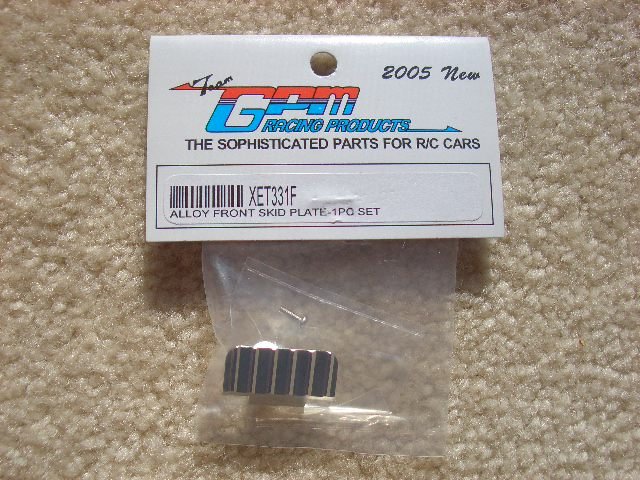 2005 New
Team
GPM
RACING PRODUCTS
THE SOPHISTICATED PARTS FOR R/C CARS
XET331F
ALLOY FRONT SKID PLATE-1PC SET